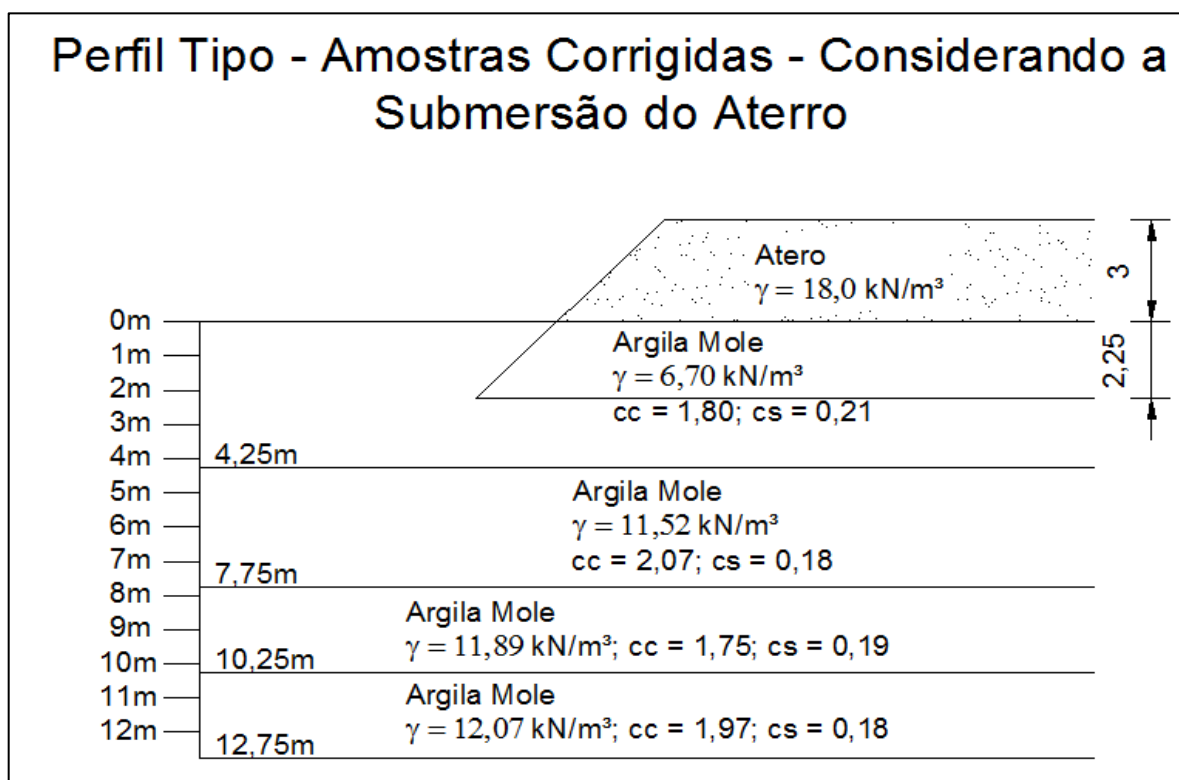 Perfil Tipo - Amostras Corrigidas - Considerando a
Submersão do Aterro
Atero
γ = 18,0 kN/m³
3
0m
1m
2m
3m
4m
5m
6m
7m
8m
9m
10m
11m
12m
Argila Mole
γ = 6,70 kN/m³
cc = 1,80; cs = 0,21
2,25
4,25m
Argila Mole
γ = 11,52 kN/m³
cc = 2,07; cs = 0,18
7,75m
Argila Mole
γ = 11,89 kN/m³; cc = 1,75; cs = 0,19
10,25m
Argila Mole
γ = 12,07 kN/m³; cc = 1,97; cs = 0,18
12,75m